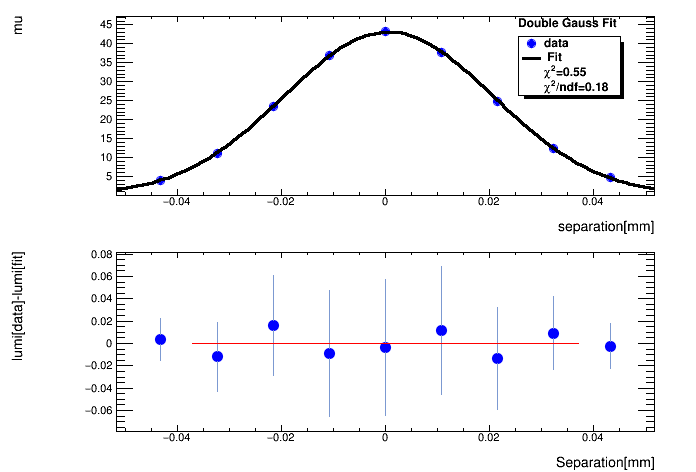 mu
Double Gauss Fit
data
Fit
χ²=0.55
χ²/ndf=0.18
45
40
35
30
25
20
15
10
5
−0.04 −0.02 0 0.02 0.04
separation[mm]
lumi[data]-lumi[fit]
0.08
0.06
0.04
0.02
0
−0.02
−0.04
−0.06
−0.04 −0.02 0 0.02 0.04
Separation[mm]